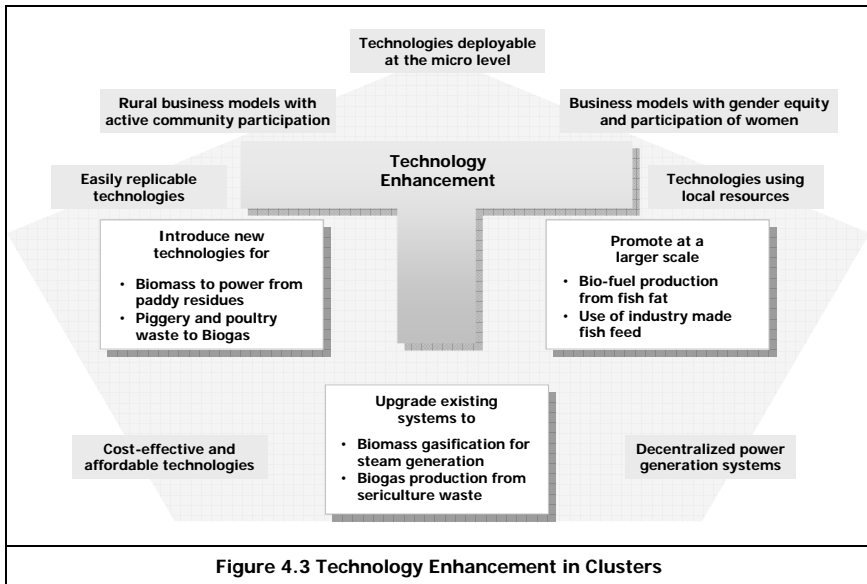 Technologies deployable
at the micro level
Rural business models with
active community participation
Business models with gender equity
and participation of women
Technology
Enhancement
Easily replicable
technologies
Technologies using
local resources
Introduce new
technologies for
• Biomass to power from
paddy residues
• Piggery and poultry
waste to Biogas
Promote at a
larger scale
• Bio-fuel production
from fish fat
• Use of industry made
fish feed
Upgrade existing
systems to
• Biomass gasification for
steam generation
• Biogas production from
sericulture waste
Cost-effective and
affordable technologies
Decentralized power
generation systems
Figure 4.3 Technology Enhancement in Clusters